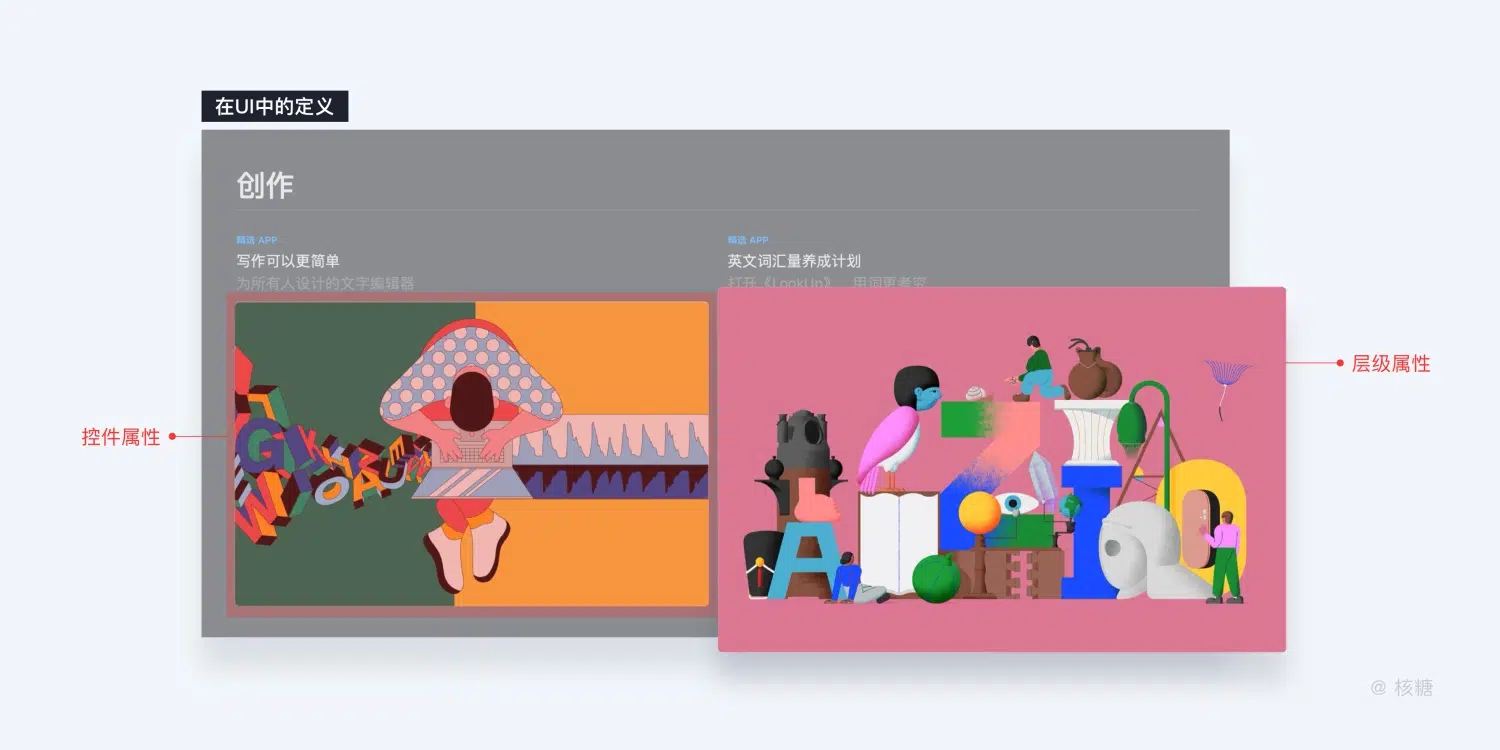 在UI中的定义
创作
精选 APP
写作可以更简单
为所有人设计的文字编辑器
精选 APP
英文词汇量养成计划
打开《LookUp》，用词更考究
控件属性
层级属性
@ 核糖